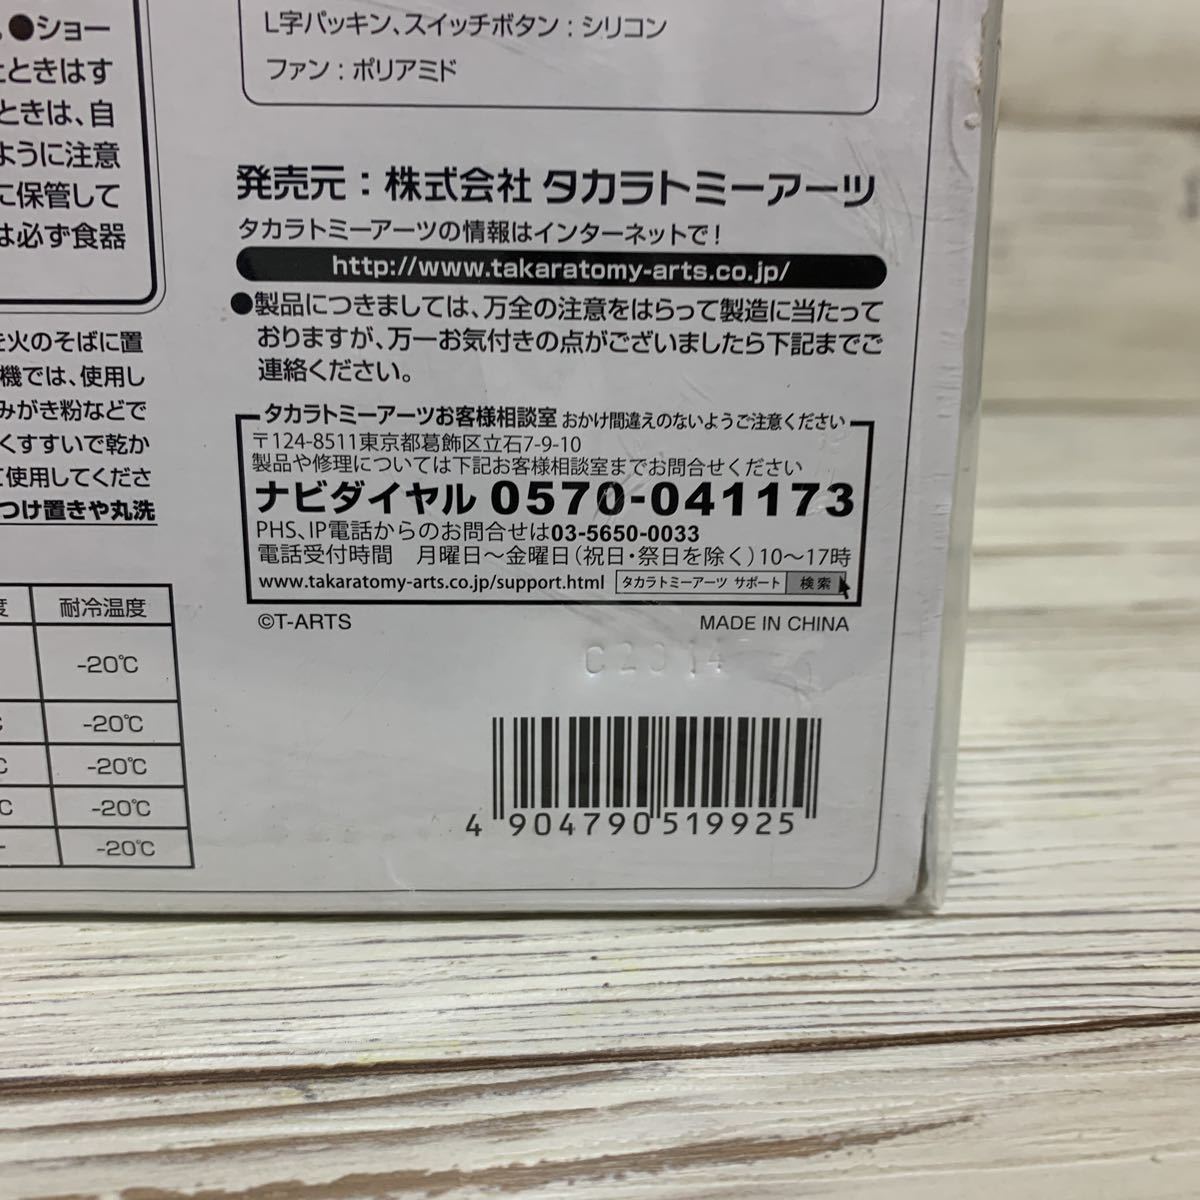 ●ショー
ときはす
ときは、自
ように注意
に保管して
は必ず食器
火のそばに置
機では、使用し
みがき粉などで
くすすいで乾か
て使用してくださ
つけ置きや丸洗
度 耐冷温度
-20℃
℃ -20℃
℃ -20℃
℃ -20℃
- -20℃
L字パッキン、スイッチボタン：シリコン
ファン：ポリアミド
発売元：株式会社 タカラトミーアーツ
タカラトミーアーツの情報はインターネットで！
http://www.takaratomy-arts.co.jp/
●製品につきましては、万全の注意をはらって製造に当たって
おりますが、万一お気付きの点がございましたら下記までご
連絡ください。
タカラトミーアーツお客様相談室 おかけ間違えのないようご注意ください
〒124-8511東京都葛飾区立石7-9-10
製品や修理については下記お客様相談室までお問合せください
ナビダイヤル 0570-041173
PHS、IP電話からのお問合せは03-5650-0033
電話受付時間 月曜日〜金曜日（祝日・祭日を除く）10〜17時
www.takaratomy-arts.co.jp/support.html タカラトミーアーツ サポート 検索
©T-ARTS MADE IN CHINA
C2014
4 904790 519925